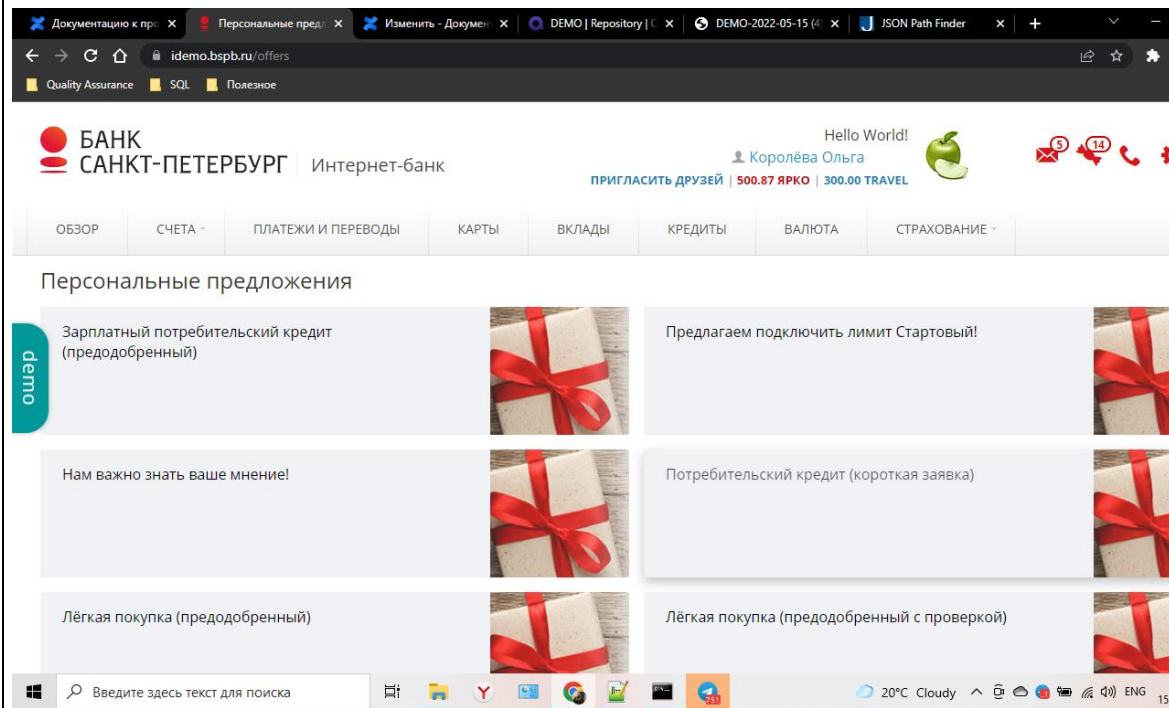 Документацию к про
Персональные предл
Изменить - Докумен
DEMO | Repository | C
DEMO-2022-05-15 (4)
JSON Path Finder
idemo.bspb.ru/offers
Quality Assurance
SQL
Полезное
БАНК
САНКТ-ПЕТЕРБУРГ
Интернет-банк
Hello World!
Королёва Ольга
ПРИГЛАСИТЬ ДРУЗЕЙ | 500.87 ЯРКО | 300.00 TRAVEL
5
14
ОБЗОР СЧЕТА ПЛАТЕЖИ И ПЕРЕВОДЫ КАРТЫ ВКЛАДЫ КРЕДИТЫ ВАЛЮТА СТРАХОВАНИЕ
Персональные предложения
demo
Зарплатный потребительский кредит
(предодобренный)
Предлагаем подключить лимит Стартовый!
Нам важно знать ваше мнение!
Потребительский кредит (короткая заявка)
Лёгкая покупка (предодобренный)
Лёгкая покупка (предодобренный с проверкой)
Введите здесь текст для поиска
751
20°C Cloudy
ENG
15